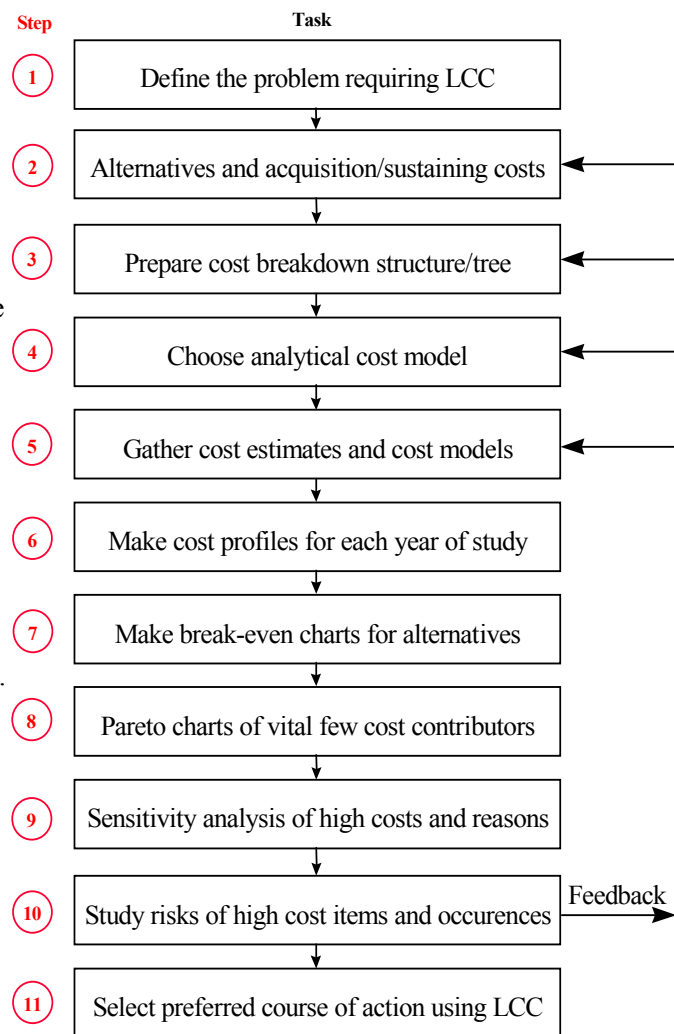 Step Task
1 Define the problem requiring LCC
2 Alternatives and acquisition/sustaining costs
3 Prepare cost breakdown structure/tree
e
4 Choose analytical cost model
5 Gather cost estimates and cost models
6 Make cost profiles for each year of study
7 Make break-even charts for alternatives
8 Pareto charts of vital few cost contributors
9 Sensitivity analysis of high costs and reasons
10 Study risks of high cost items and occurences Feedback
11 Select preferred course of action using LCC